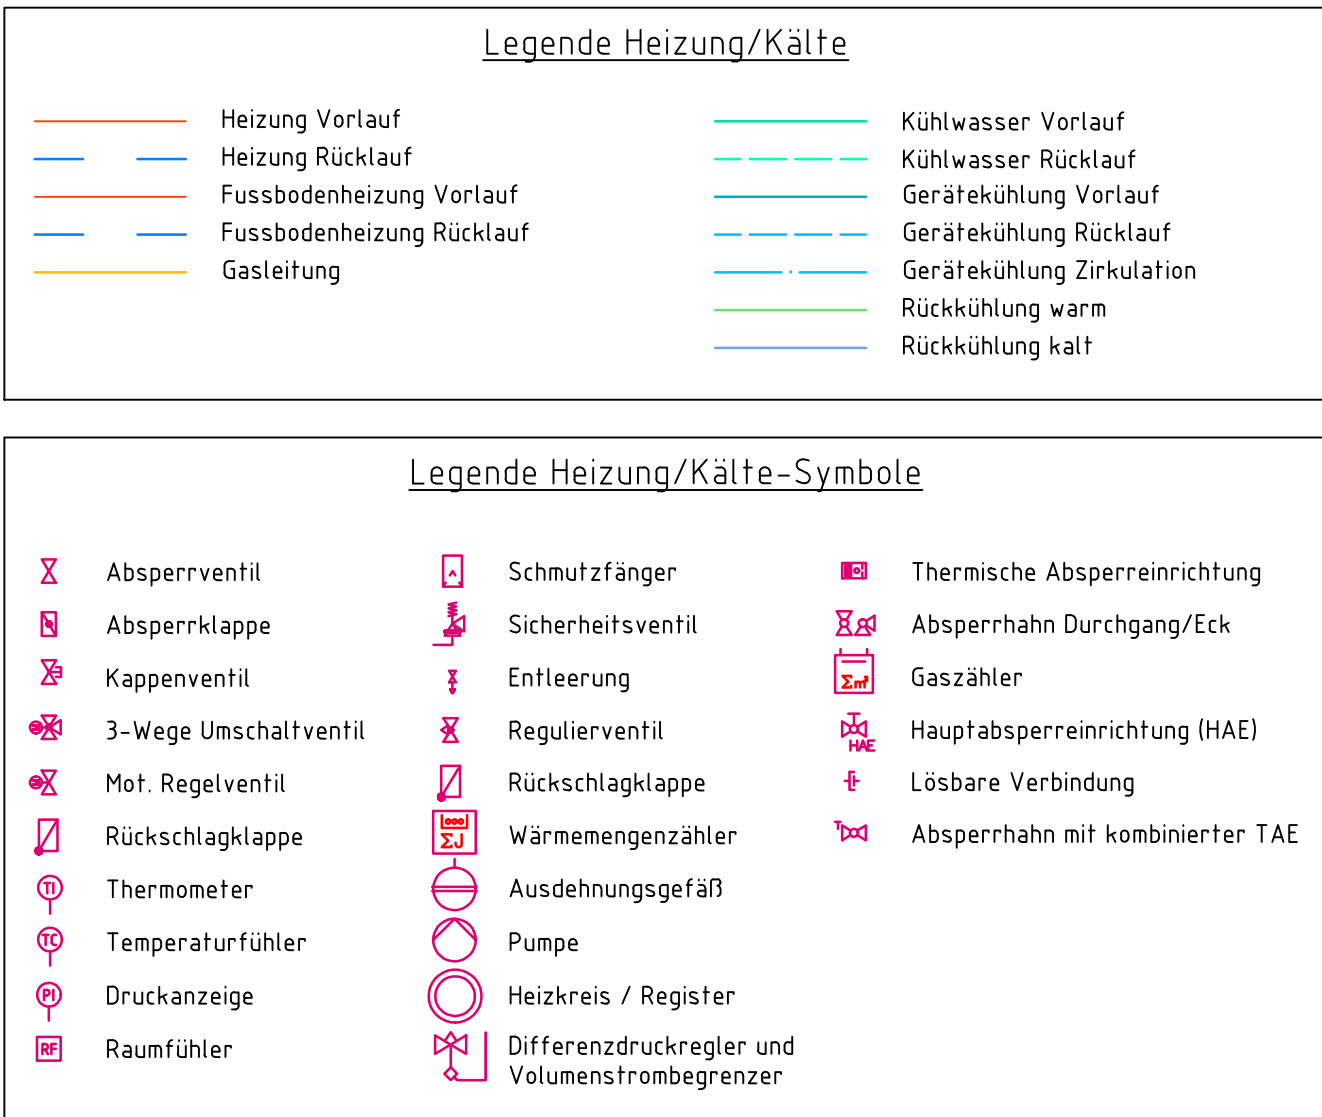 Legende Heizung/Kälte
Heizung Vorlauf
Heizung Rücklauf
Fussbodenheizung Vorlauf
Fussbodenheizung Rücklauf
Gasleitung
Kühlwasser Vorlauf
Kühlwasser Rücklauf
Gerätekühlung Vorlauf
Gerätekühlung Rücklauf
Gerätekühlung Zirkulation
Rückkühlung warm
Rückkühlung kalt
Legende Heizung/Kälte-Symbole
Absperrventil
Absperrklappe
Kappenventil
3-Wege Umschaltventil
M Mot. Regelventil
Rückschlagklappe
TI Thermometer
TC Temperaturfühler
PI Druckanzeige
RF Raumfühler
Schmutzfänger
Sicherheitsventil
Entleerung
Regulierventil
Rückschlagklappe
ΣJ Wärmemengenzähler
Ausdehnungsgefäß
Pumpe
Heizkreis / Register
Differenzdruckregler und
Volumenstrombegrenzer
Thermische Absperreinrichtung
Absperrhahn Durchgang/Eck
Σm³ Gaszähler
HAE Hauptabsperreinrichtung (HAE)
Lösbare Verbindung
T Absperrhahn mit kombinierter TAE